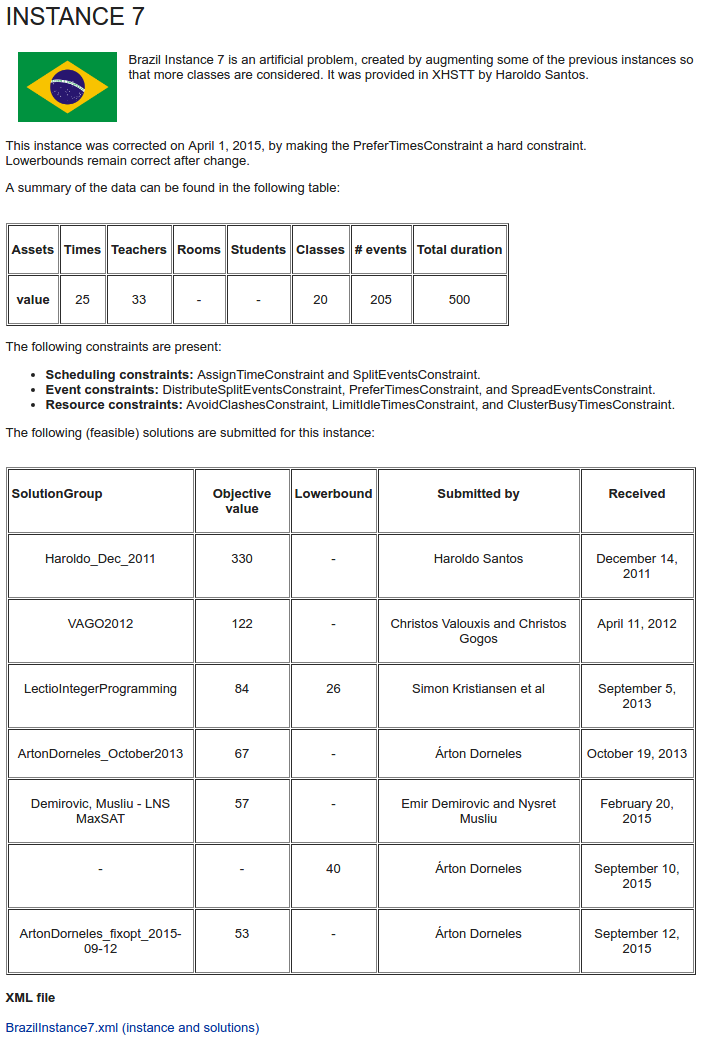 INSTANCE 7
Brazil Instance 7 is an artificial problem, created by augmenting some of the previous instances so
that more classes are considered. It was provided in XHSTT by Haroldo Santos.
This instance was corrected on April 1, 2015, by making the PreferTimesConstraint a hard constraint.
Lowerbounds remain correct after change.
A summary of the data can be found in the following table:
Assets Times Teachers Rooms Students Classes # events Total duration
value 25 33 - - 20 205 500
The following constraints are present:
• Scheduling constraints: AssignTimeConstraint and SplitEventsConstraint.
• Event constraints: DistributeSplitEventsConstraint, PreferTimesConstraint, and SpreadEventsConstraint.
• Resource constraints: AvoidClashesConstraint, LimitIdleTimesConstraint, and ClusterBusyTimesConstraint.
The following (feasible) solutions are submitted for this instance:
SolutionGroup Objective Lowerbound Submitted by Received
value
Haroldo_Dec_2011 330 - Haroldo Santos December 14,
2011
VAGO2012 122 - Christos Valouxis and Christos April 11, 2012
Gogos
LectioIntegerProgramming 84 26 Simon Kristiansen et al September 5,
2013
ArtonDorneles_October2013 67 - Árton Dorneles October 19, 2013
Demirovic, Musliu - LNS 57 - Emir Demirovic and Nysret February 20,
MaxSAT Musliu 2015
- - 40 Árton Dorneles September 10,
2015
ArtonDorneles_fixopt_2015- 53 - Árton Dorneles September 12,
09-12 2015
XML file
BrazilInstance7.xml (instance and solutions)